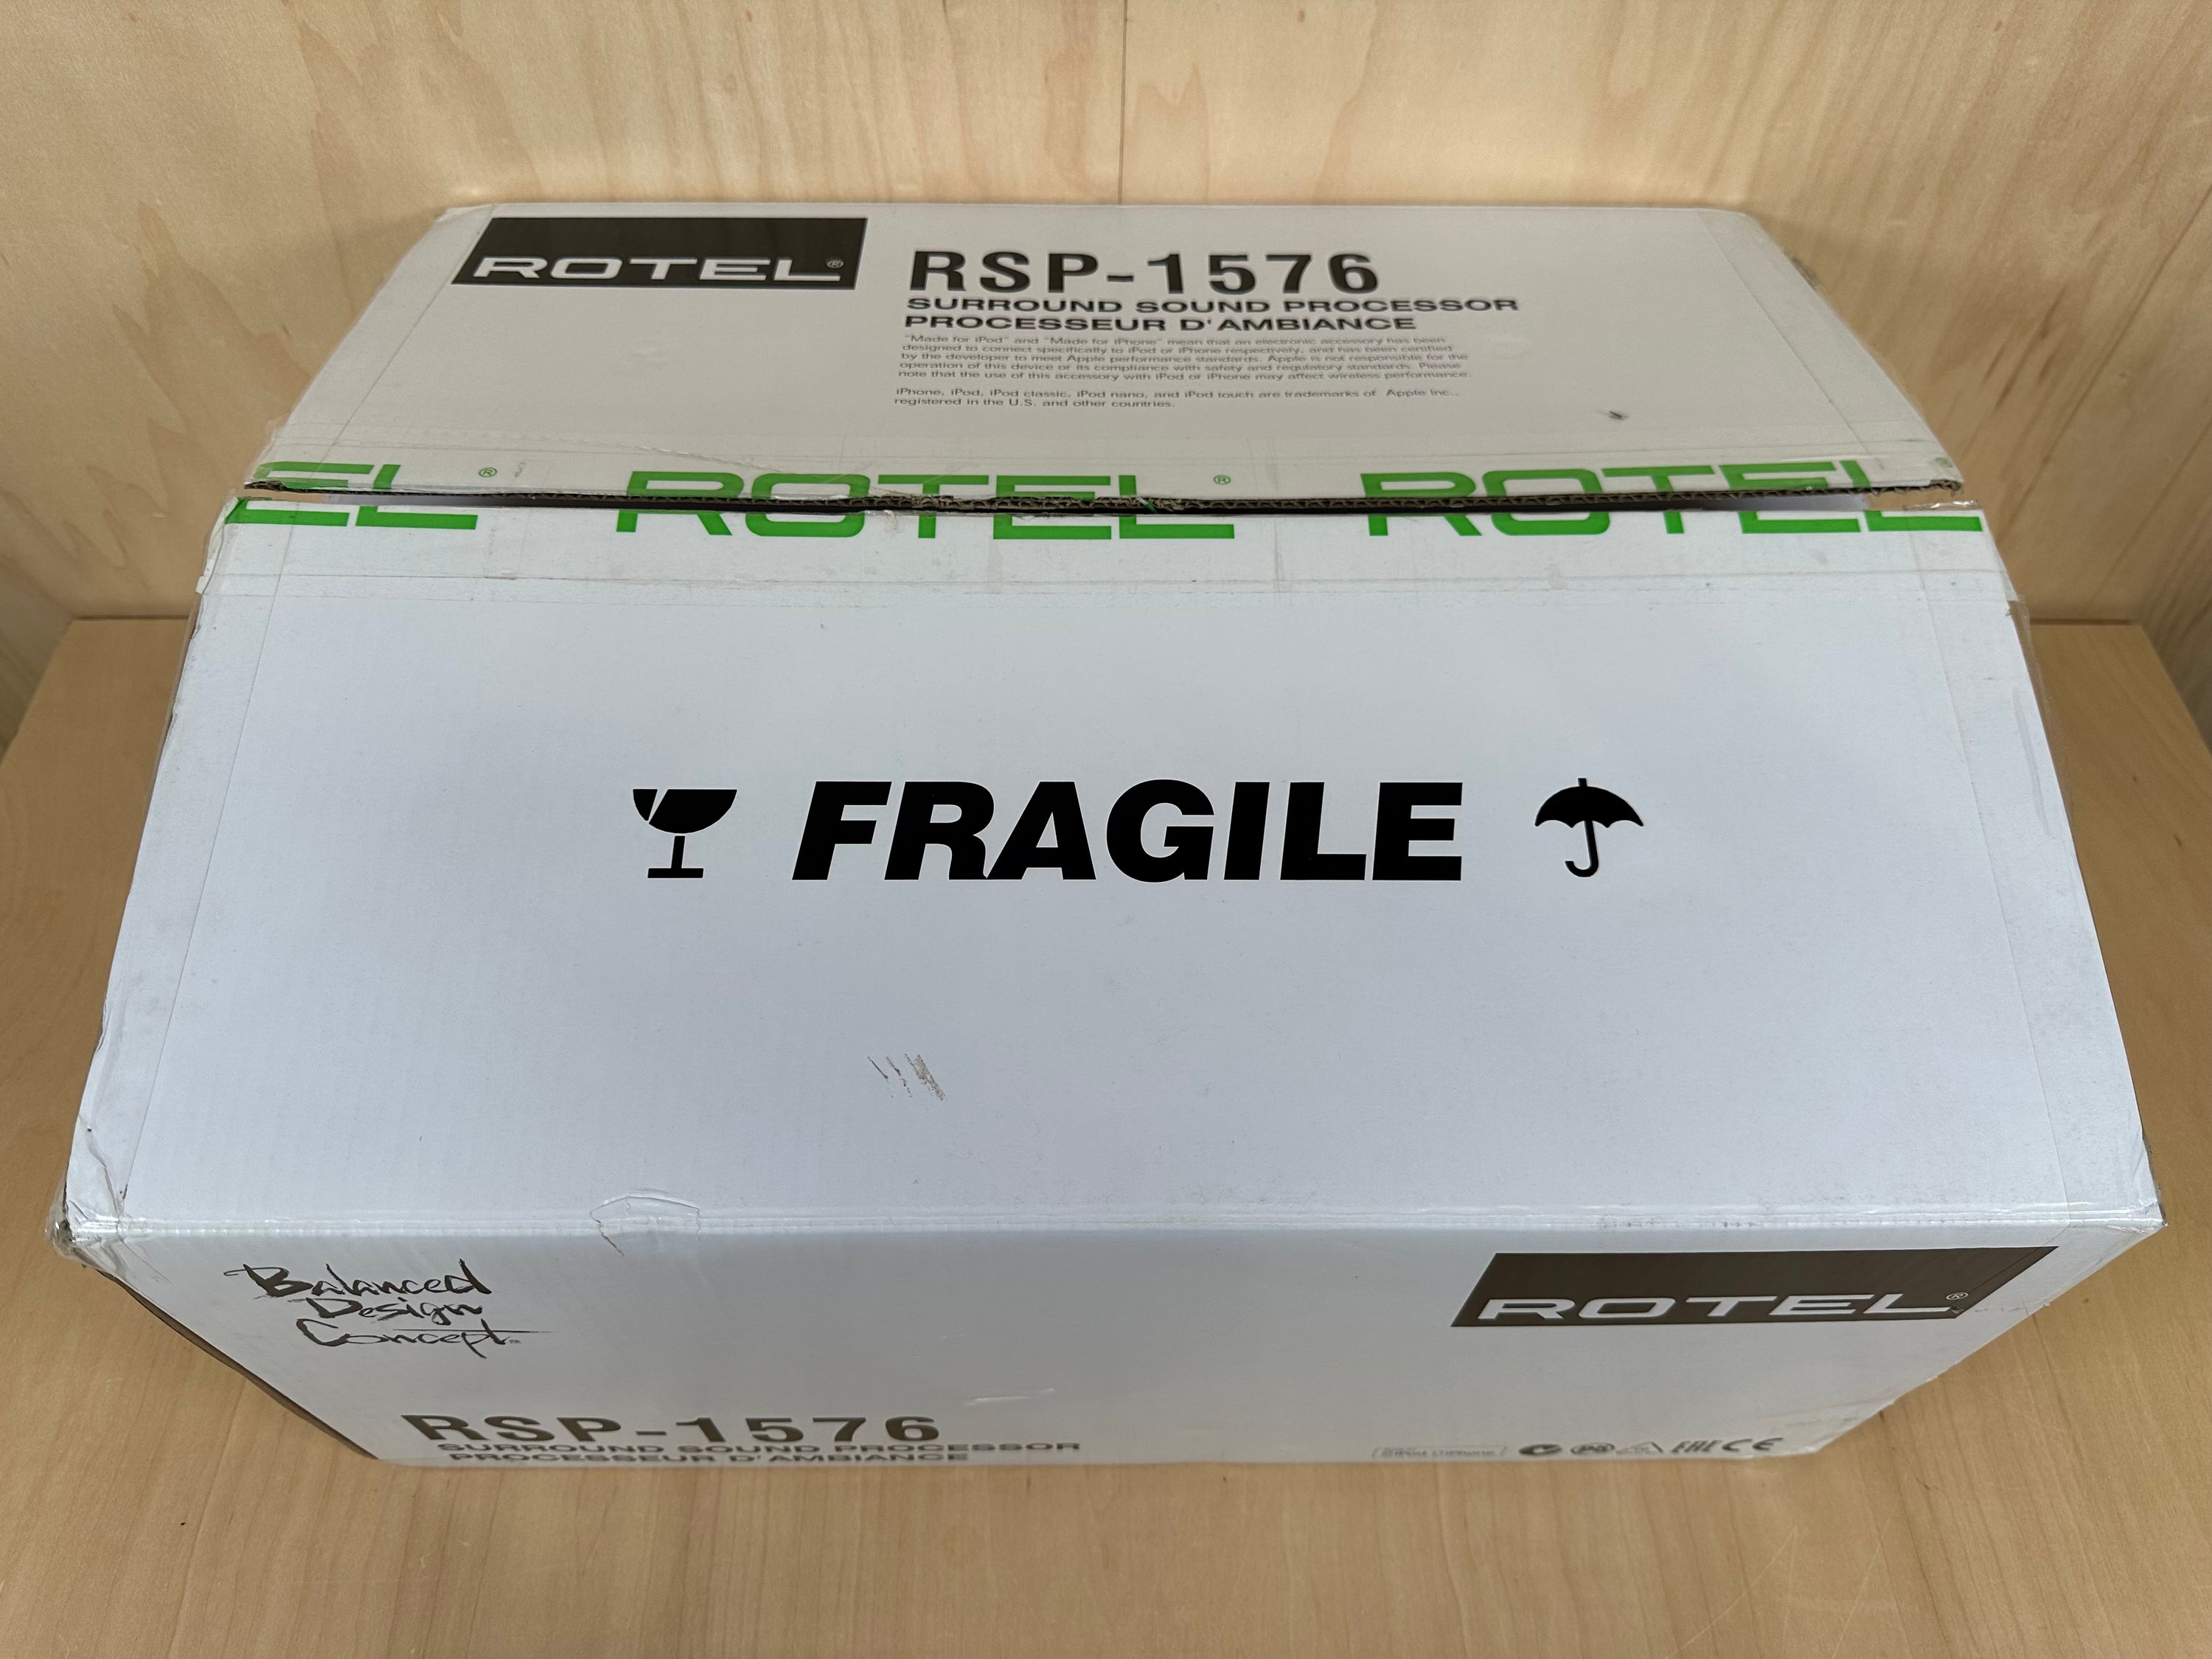 ROTEL®
RSP-1576
SURROUND SOUND PROCESSOR
PROCESSEUR D'AMBIANCE
"Made for iPod" and "Made for iPhone" mean that an electronic accessory has been
designed to connect specifically to iPod or iPhone respectively, and has been certified
by the developer to meet Apple performance standards. Apple is not responsible for the
operation of this device or its compliance with safety and regulatory standards. Please
note that the use of this accessory with iPod or iPhone may affect wireless performance.
iPhone, iPod, iPod classic, iPod nano, and iPod touch are trademarks of Apple Inc.,
registered in the U.S. and other countries.
EL® ROTEL® ROTEL
FRAGILE
Balanced
Design
Concept
ROTEL®
RSP-1576
SURROUND SOUND PROCESSOR
PROCESSEUR D'AMBIANCE
EAC CE